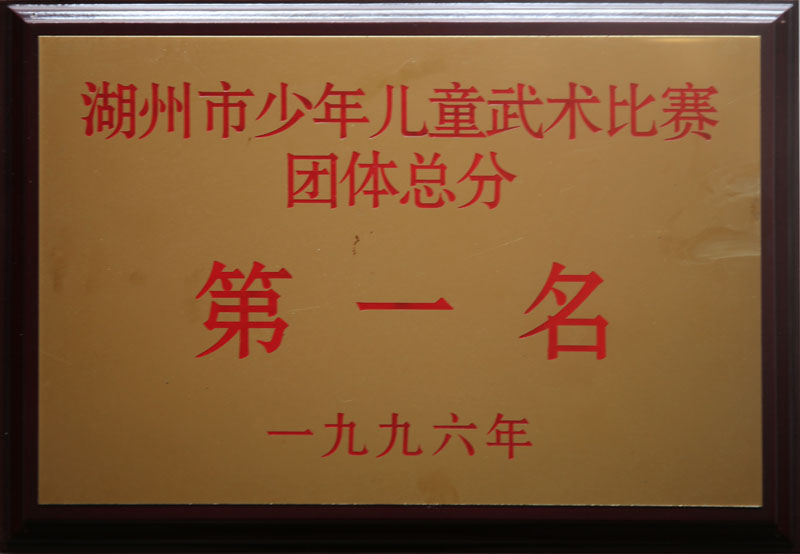 湖州市少年儿童武术比赛
团体总分
第一名
一九九六年